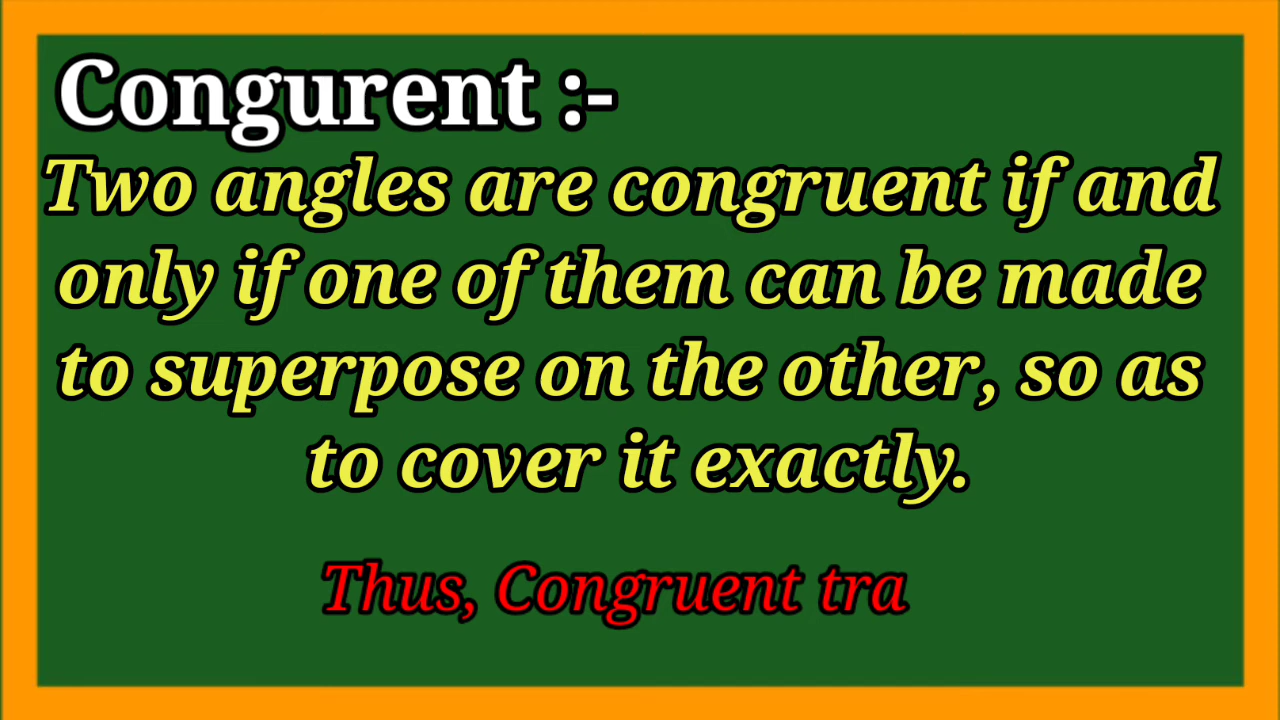 Congurent :-
Two angles are congruent if and
only if one of them can be made
to superpose on the other, so as
to cover it exactly.
Thus, Congruent tra